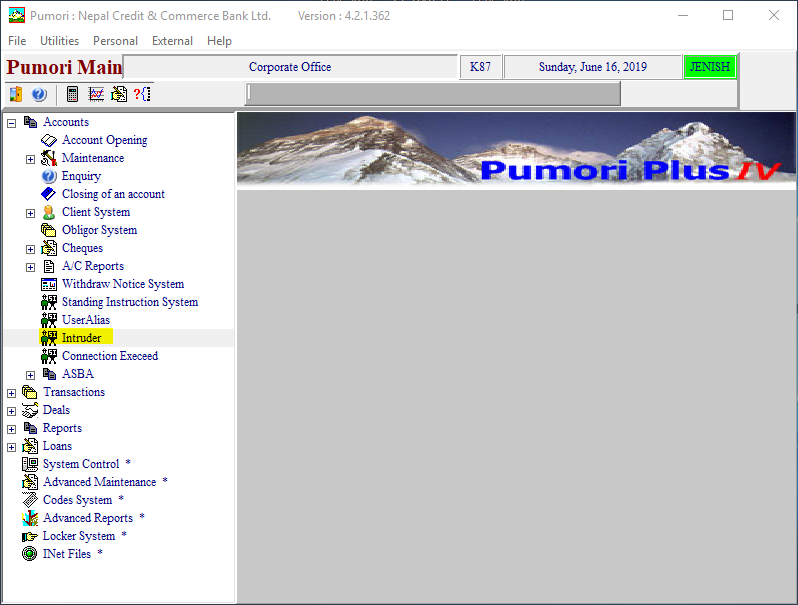 Pumori : Nepal Credit & Commerce Bank Ltd. Version : 4.2.1.362
File Utilities Personal External Help
Pumori Main Corporate Office K87 Sunday, June 16, 2019 JENISH
Accounts
Account Opening
Maintenance
Enquiry
Closing of an account
Client System
Obligor System
Cheques
A/C Reports
Withdraw Notice System
Standing Instruction System
UserAlias
Intruder
Connection Execeed
ASBA
Transactions
Deals
Reports
Loans
System Control *
Advanced Maintenance *
Codes System *
Advanced Reports *
Locker System *
INet Files *
Pumori Plus IV